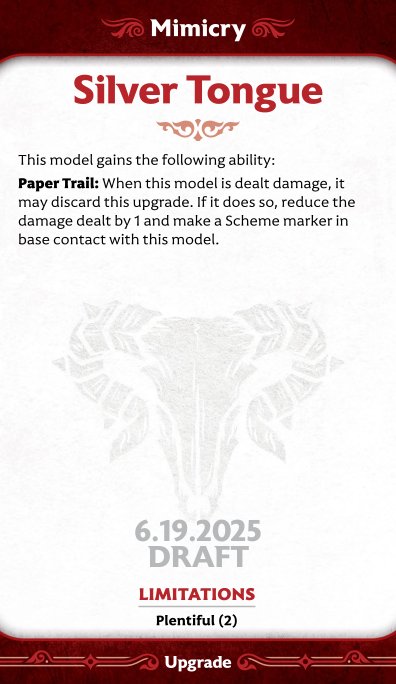 Mimicry
Silver Tongue
This model gains the following ability:
Paper Trail: When this model is dealt damage, it
may discard this upgrade. If it does so, reduce the
damage dealt by 1 and make a Scheme marker in
base contact with this model.
6.19.2025
DRAFT
LIMITATIONS
Plentiful (2)
Upgrade